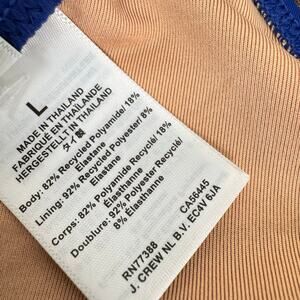 L
MADE IN THAILAND
FABRIQUÉ EN THAÏLANDE
HERGESTELLT IN THAILAND
タイ製
Body: 82% Recycled Polyamide/ 18%
Elastane
Lining: 92% Recycled Polyester/ 8%
Elastane
Corps: 82% Polyamide Recyclé/ 18%
Élasthanne
Doublure: 92% Polyester Recyclé/
8% Élasthanne
RN77388 CA56445
J. CREW NL B.V. EC4V 6JA